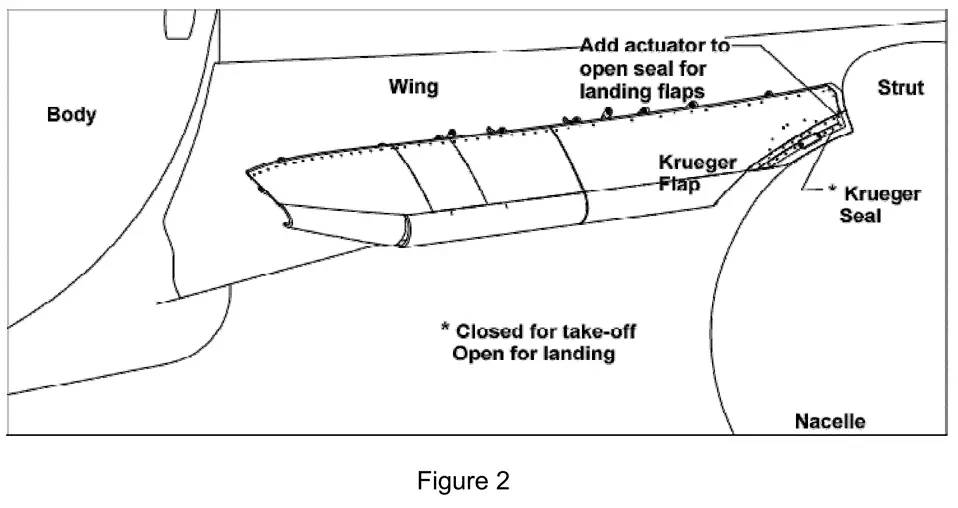 Add actuator to
open seal for
landing flaps
Wing
Strut
Body
Krueger
Flap
* Krueger
Seal
* Closed for take-off
Open for landing
Nacelle
Figure 2